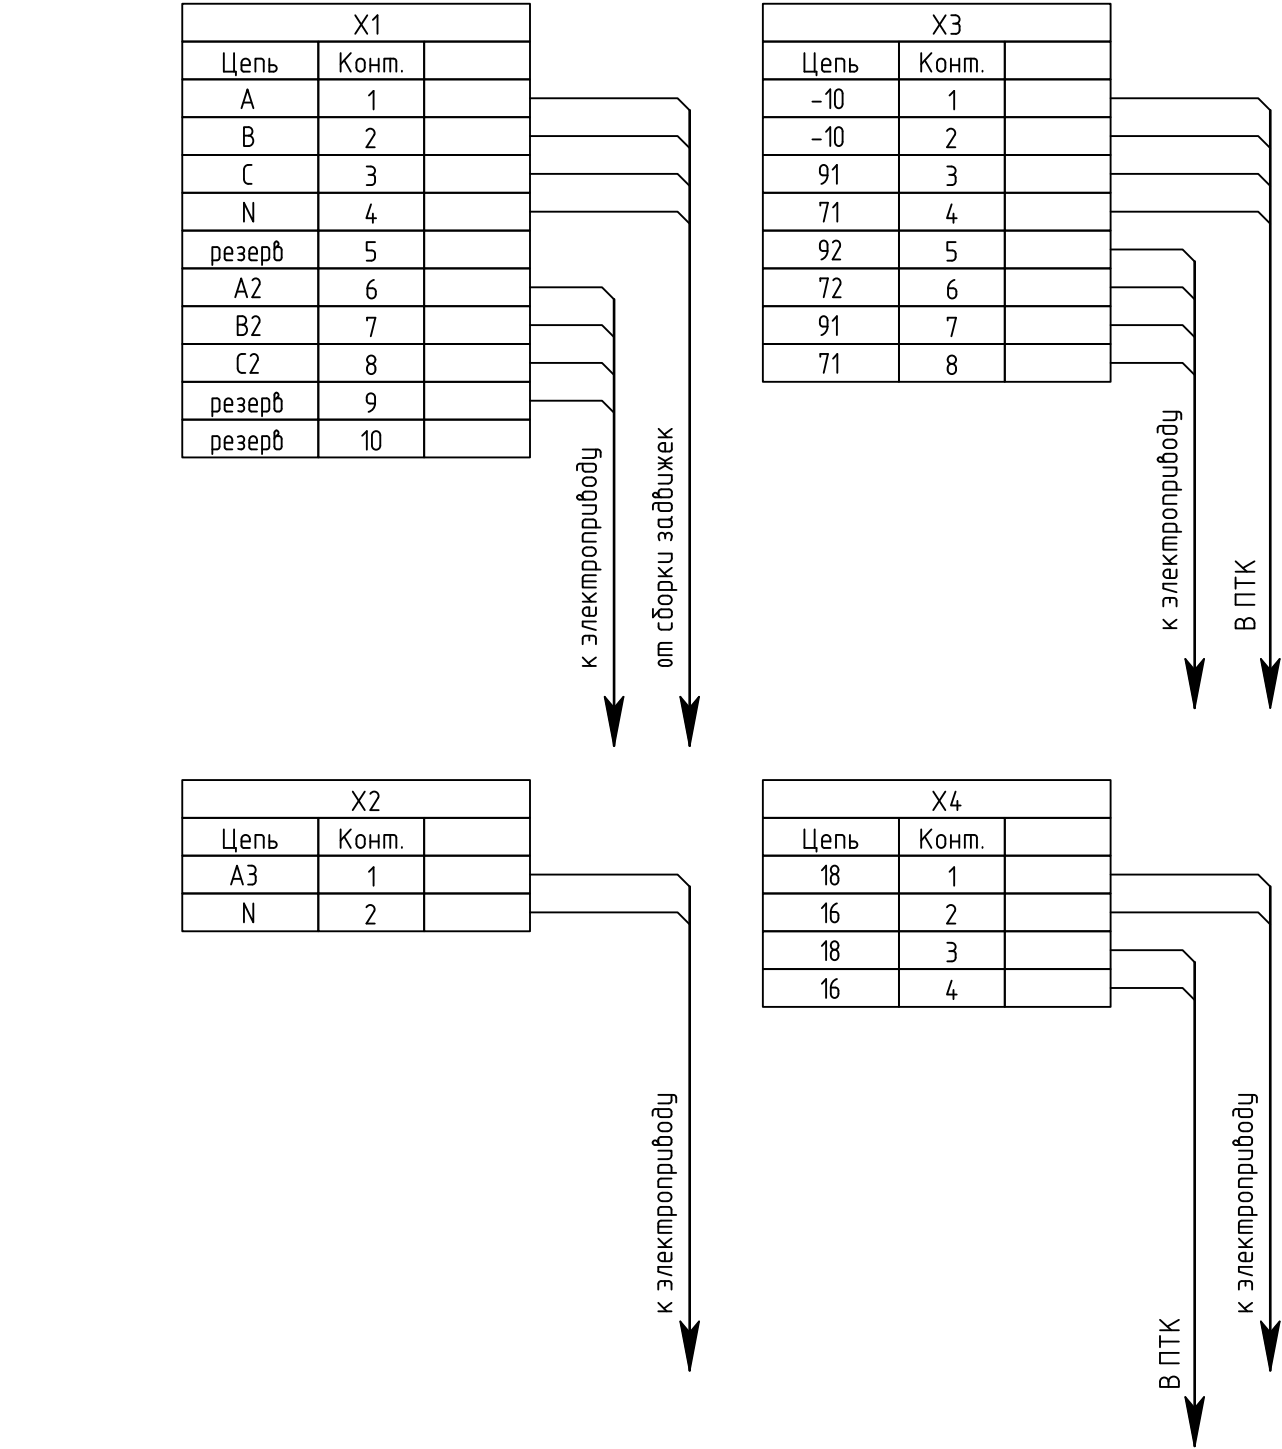 X1
Цепь Конт.
A 1
B 2
C 3
N 4
резерв 5
A2 6
B2 7
C2 8
резерв 9
резерв 10
к электроприводу
от сборки задвижек
X3
Цепь Конт.
-10 1
-10 2
91 3
71 4
92 5
72 6
91 7
71 8
к электроприводу
В ПТК
X2
Цепь Конт.
A3 1
N 2
к электроприводу
X4
Цепь Конт.
18 1
16 2
18 3
16 4
В ПТК
к электроприводу